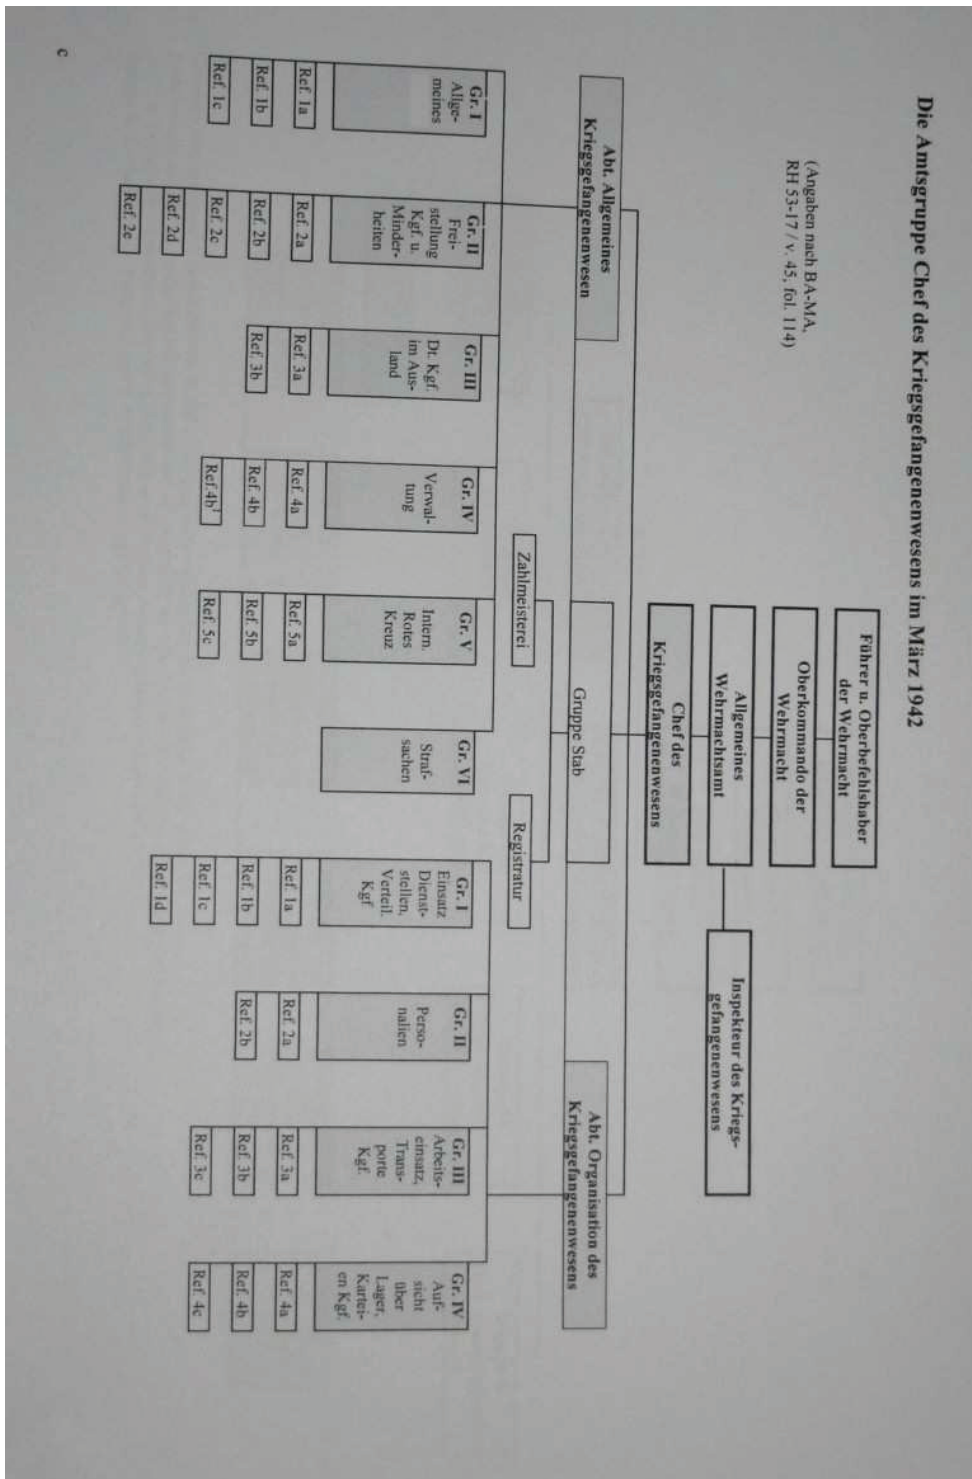 Die Amtsgruppe Chef des Kriegsgefangenenwesens im März 1942
(Angaben nach BA-MA,
RH 53-17 / v. 45, fol. 114)
Führer u. Oberbefehlshaber
der Wehrmacht
Oberkommando der
Wehrmacht
Allgemeines
Wehrmachtsamt
Inspekteur des Kriegs-
gefangenenwesens
Chef des
Kriegsgefangenenwesens
Abt. Allgemeines
Kriegsgefangenenwesen
Gruppe Stab
Abt. Organisation des
Kriegsgefangenenwesens
Zahlmeisterei
Registratur
Gr. I
Allge-
meines
Ref. 1a
Ref. 1b
Ref. 1c
Gr. II
Frei-
stellung
Kgf. u.
Minder-
heiten
Ref. 2a
Ref. 2b
Ref. 2c
Ref. 2d
Ref. 2e
Gr. III
Dt. Kgf.
im Aus-
land
Ref. 3a
Ref. 3b
Gr. IV
Verwal-
tung
Ref. 4a
Ref. 4b
Ref.4b¹
Gr. V
Intern.
Rotes
Kreuz
Ref. 5a
Ref. 5b
Ref. 5c
Gr. VI
Straf-
sachen
Gr. I
Einsatz
Dienst-
stellen,
Verteil.
Kgf
Ref. 1a
Ref. 1b
Ref. 1c
Ref. 1d
Gr. II
Perso-
nalien
Ref. 2a
Ref. 2b
Gr. III
Arbeits-
einsatz,
Trans-
porte
Kgf.
Ref. 3a
Ref. 3b
Ref. 3c
Gr. IV
Auf-
sicht
über
Lager,
Kartei-
en Kgf.
Ref. 4a
Ref. 4b
Ref. 4c
c